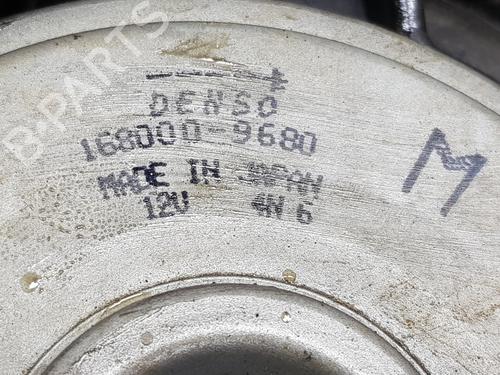 B-PARTS
DENSO
168000-9680
MADE IN JAPAN
12V 4N 6
M